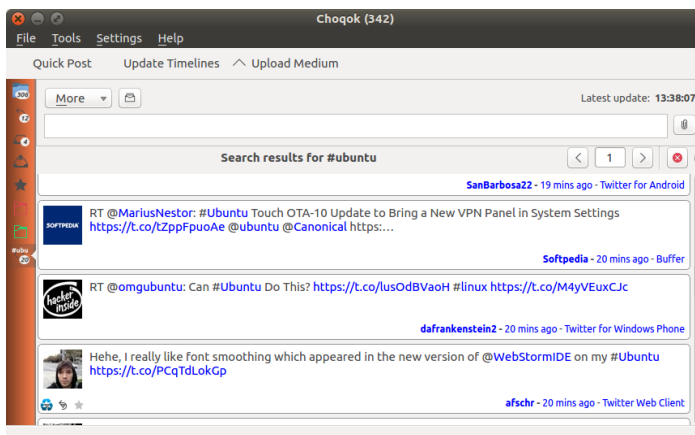 Choqok (342)
File Tools Settings Help
Quick Post Update Timelines Upload Medium
306
More
Latest update: 13:38:07
12
4
Search results for #ubuntu
1
SanBarbosa22 - 19 mins ago - Twitter for Android
RT @MariusNestor: #Ubuntu Touch OTA-10 Update to Bring a New VPN Panel in System Settings
SOFTPEDIA
https://t.co/tZppFpuoAe @ubuntu @Canonical https:…
#ubu
20
Softpedia - 20 mins ago - Buffer
RT @omgubuntu: Can #Ubuntu Do This? https://t.co/lusOdBVaoH #linux https://t.co/M4yVEuxCJc
hacker
inside
dafrankenstein2 - 20 mins ago - Twitter for Windows Phone
Hehe, I really like font smoothing which appeared in the new version of @WebStormIDE on my #Ubuntu
https://t.co/PCqTdLokGp
afschr - 20 mins ago - Twitter Web Client